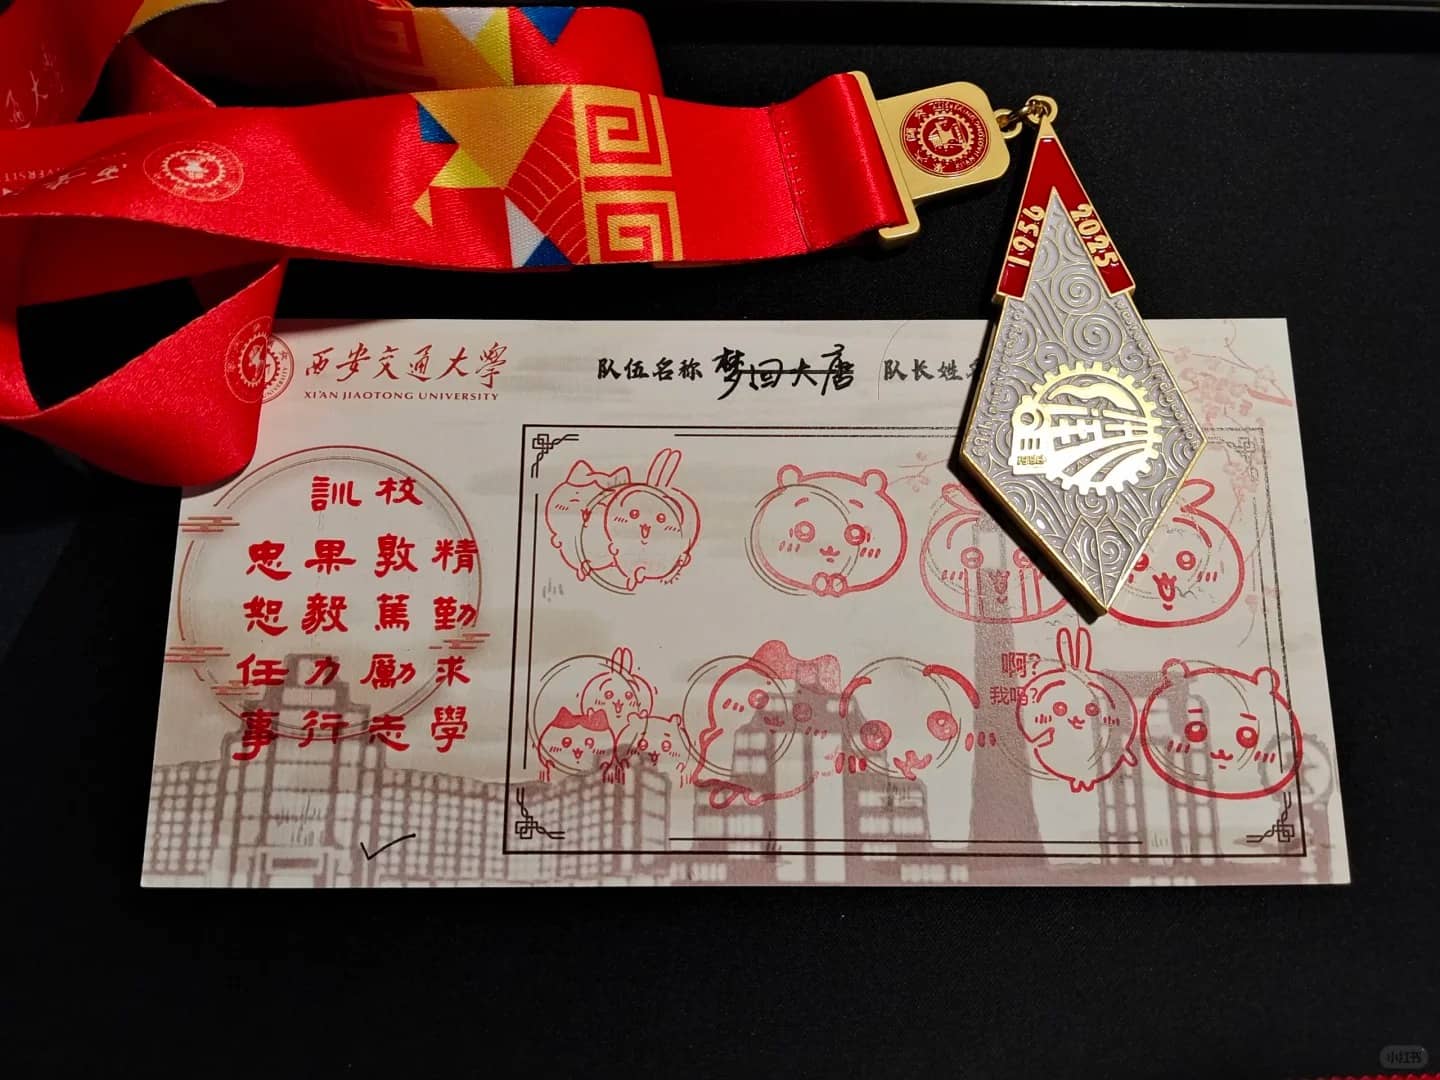 1956
2025
西安交通大學
XI'AN JIAOTONG UNIVERSITY
队伍名称 梦回大唐 队长姓
校訓
精勤求學
敦篤勵志
果毅力行
忠恕任事
啊?
我吗?
小红书